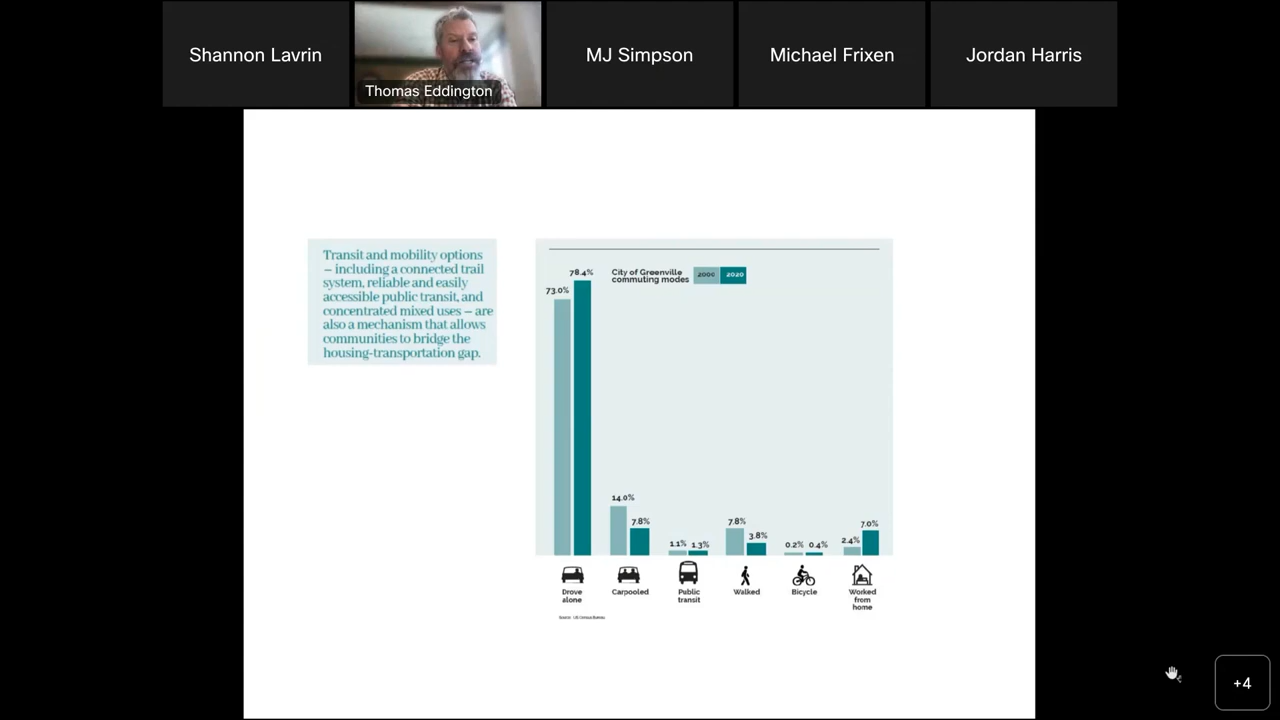 Shannon Lavrin
Thomas Eddington
MJ Simpson
Michael Frixen
Jordan Harris
Transit and mobility options
– including a connected trail
system, reliable and easily
accessible public transit, and
concentrated mixed uses – are
also a mechanism that allows
communities to bridge the
housing-transportation gap.
City of Greenville
commuting modes
2000 2020
73.0% 78.4%
14.0% 7.8%
1.1% 1.3%
7.8% 3.8%
0.2% 0.4%
2.4% 7.0%
Drove
alone
Carpooled
Public
transit
Walked
Bicycle
Worked
from
home
Source: US Census Bureau
+4